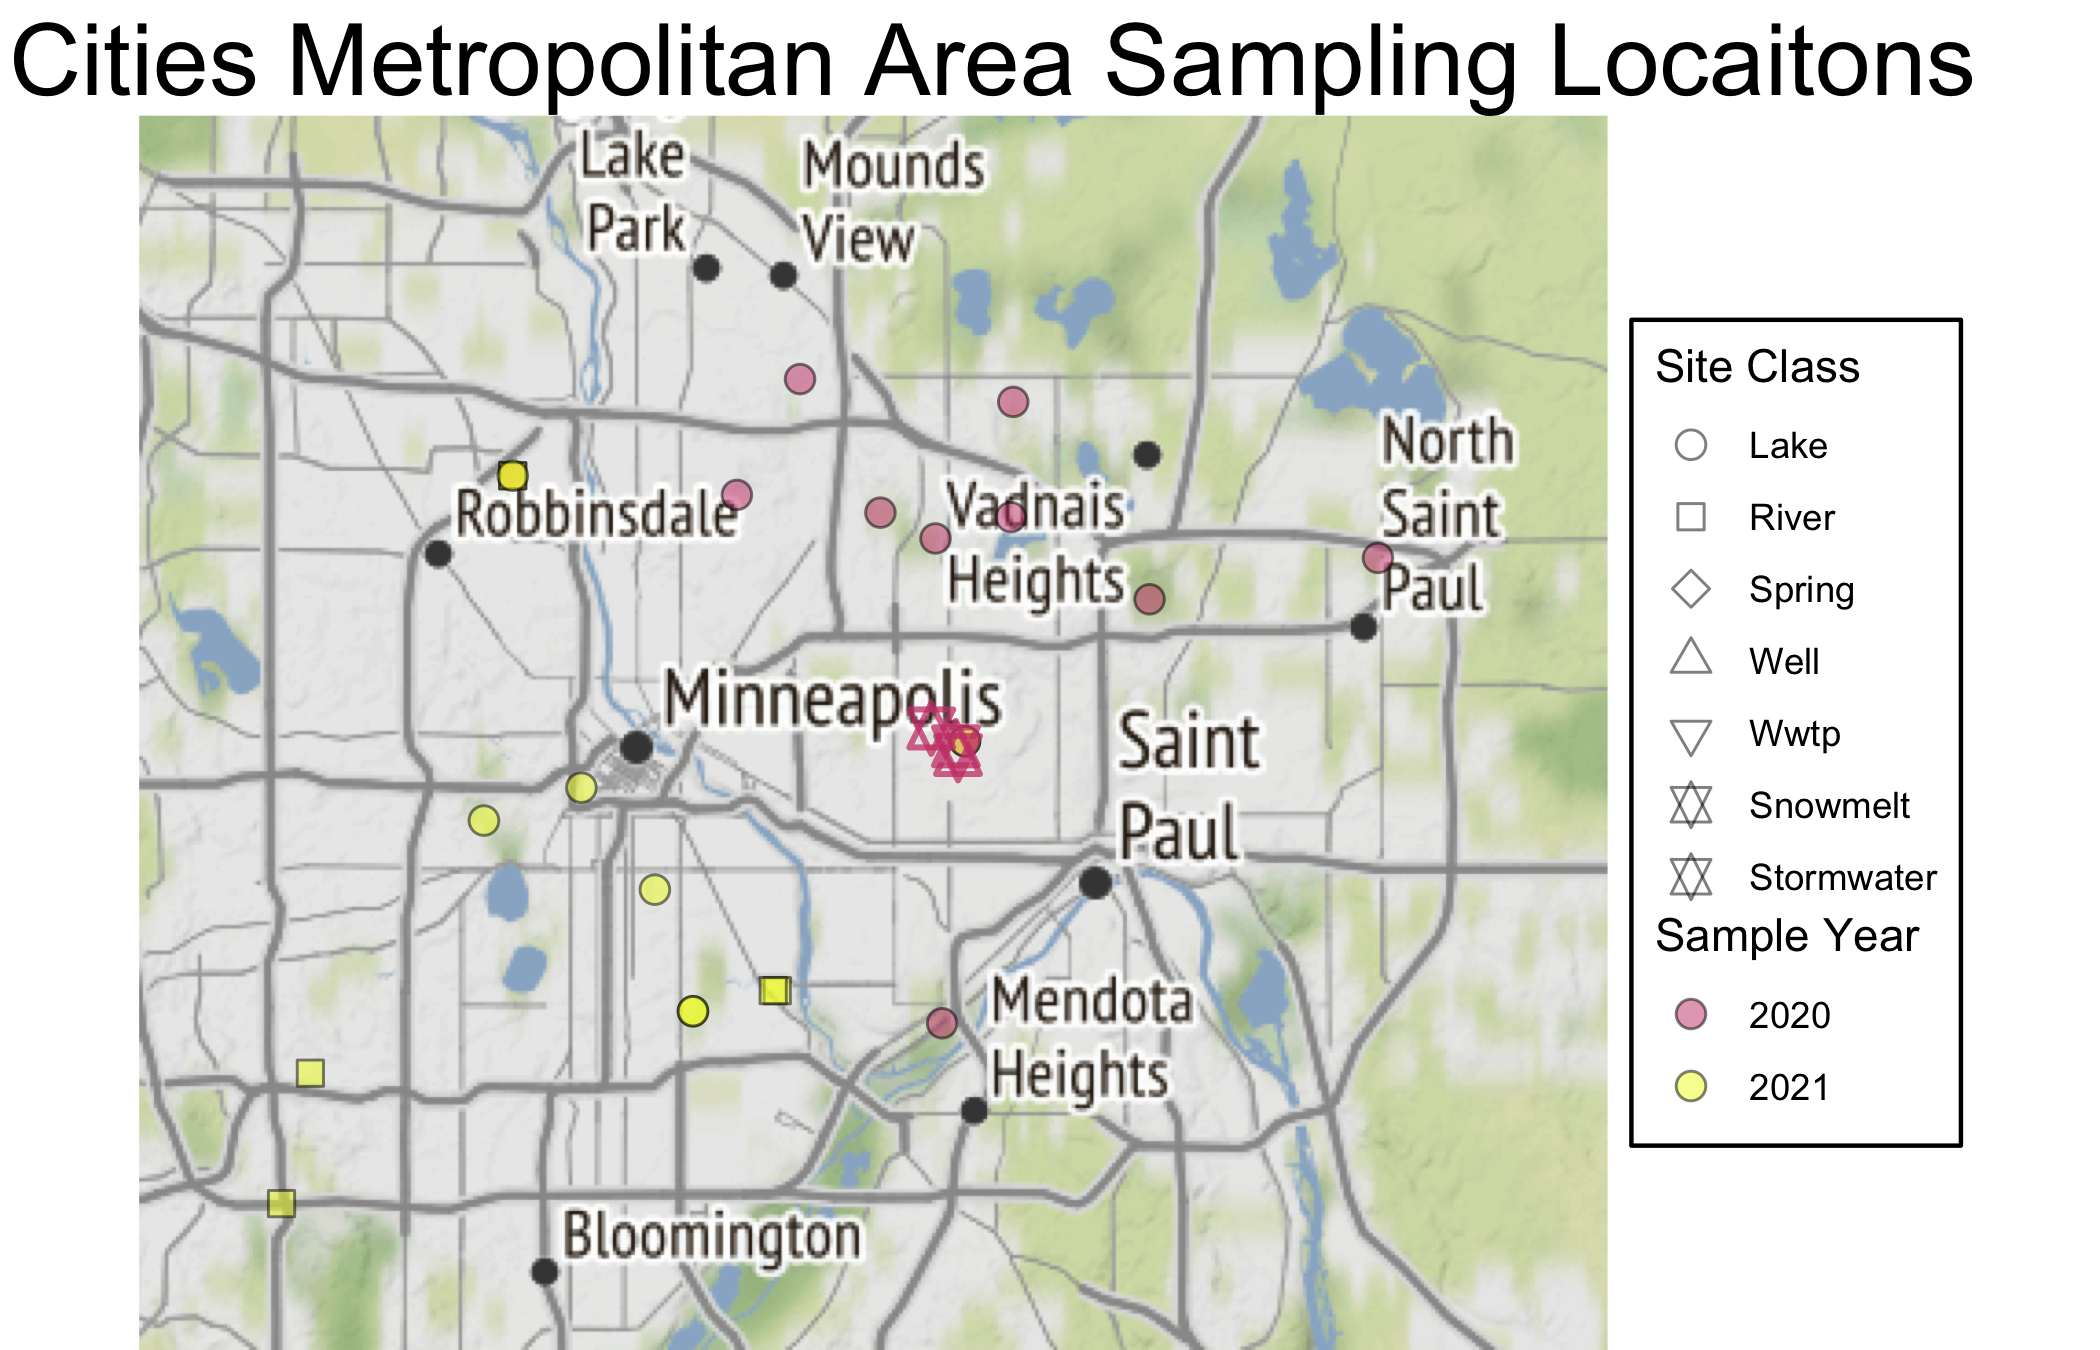 Cities Metropolitan Area Sampling Locaitons
Lake
Park
Mounds
View
North
Saint
Paul
Robbinsdale
Vadnais
Heights
Minneapolis
Saint
Paul
Mendota
Heights
Bloomington
Site Class
Lake
River
Spring
Well
Wwtp
Snowmelt
Stormwater
Sample Year
2020
2021